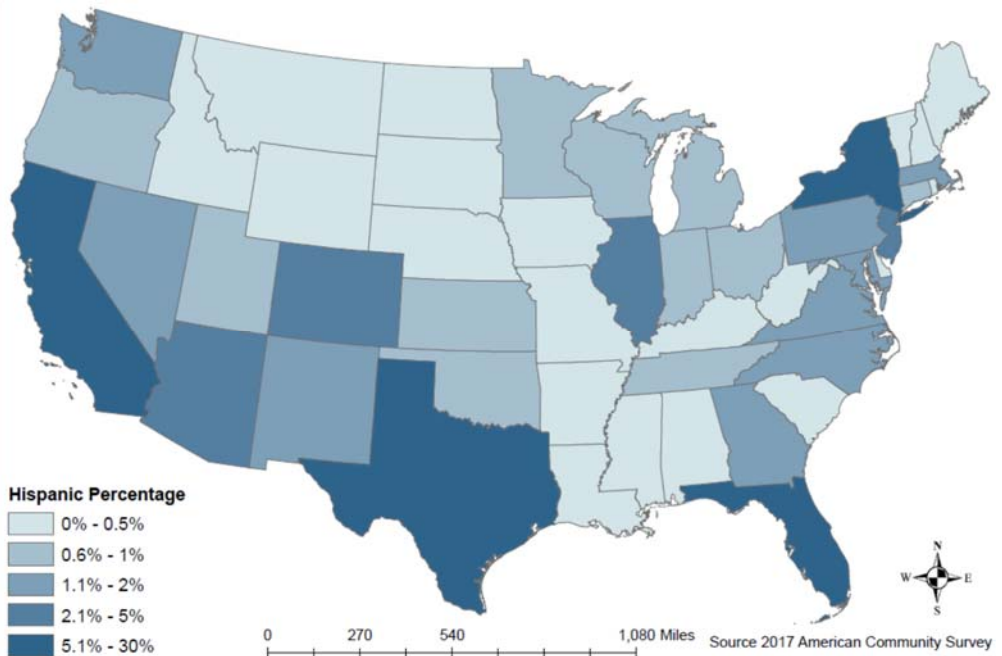 Hispanic Percentage
0% - 0.5%
0.6% - 1%
1.1% - 2%
2.1% - 5%
5.1% - 30%
0 270 540 1,080 Miles
N
W E
S
Source 2017 American Community Survey